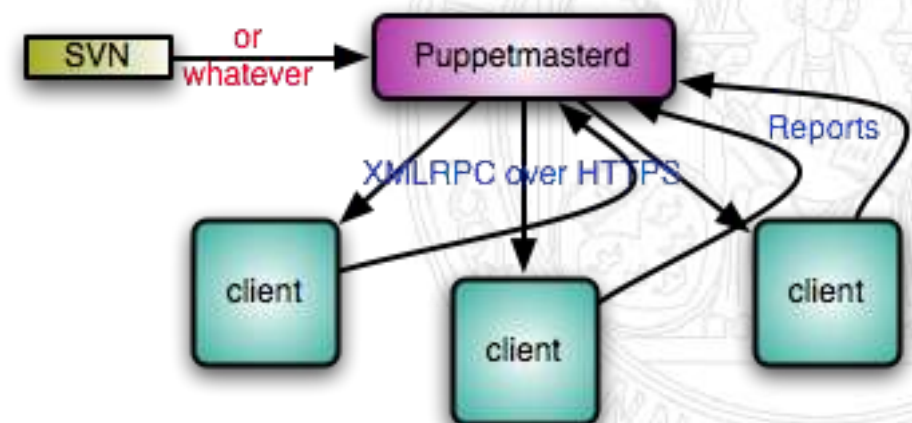 SVN
or
whatever
Puppetmasterd
Reports
XMLRPC over HTTPS
client
client
client